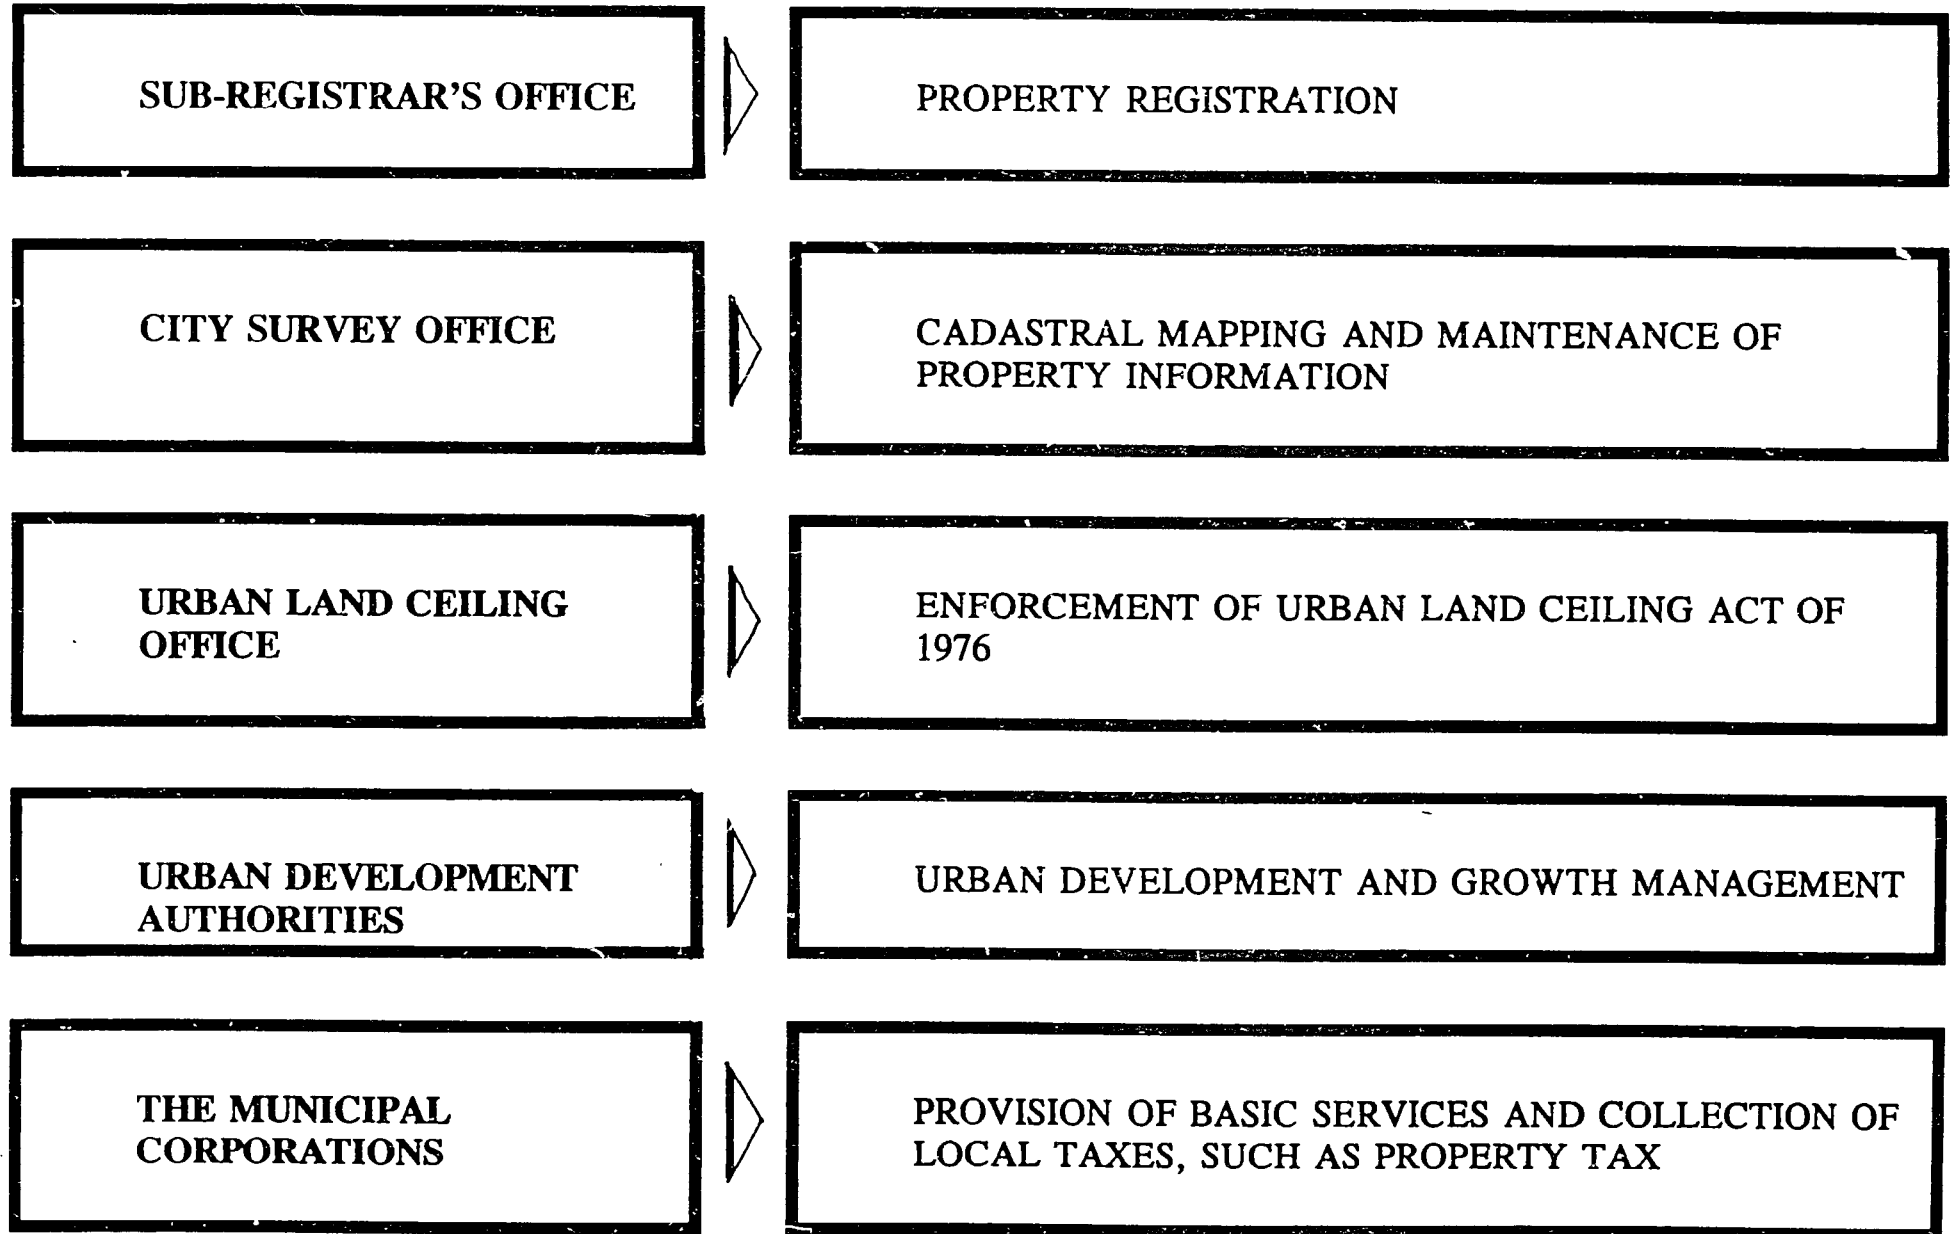 SUB-REGISTRAR'S OFFICE
PROPERTY REGISTRATION
CITY SURVEY OFFICE
CADASTRAL MAPPING AND MAINTENANCE OF
PROPERTY INFORMATION
URBAN LAND CEILING
OFFICE
ENFORCEMENT OF URBAN LAND CEILING ACT OF
1976
URBAN DEVELOPMENT
AUTHORITIES
URBAN DEVELOPMENT AND GROWTH MANAGEMENT
THE MUNICIPAL
CORPORATIONS
PROVISION OF BASIC SERVICES AND COLLECTION OF
LOCAL TAXES, SUCH AS PROPERTY TAX